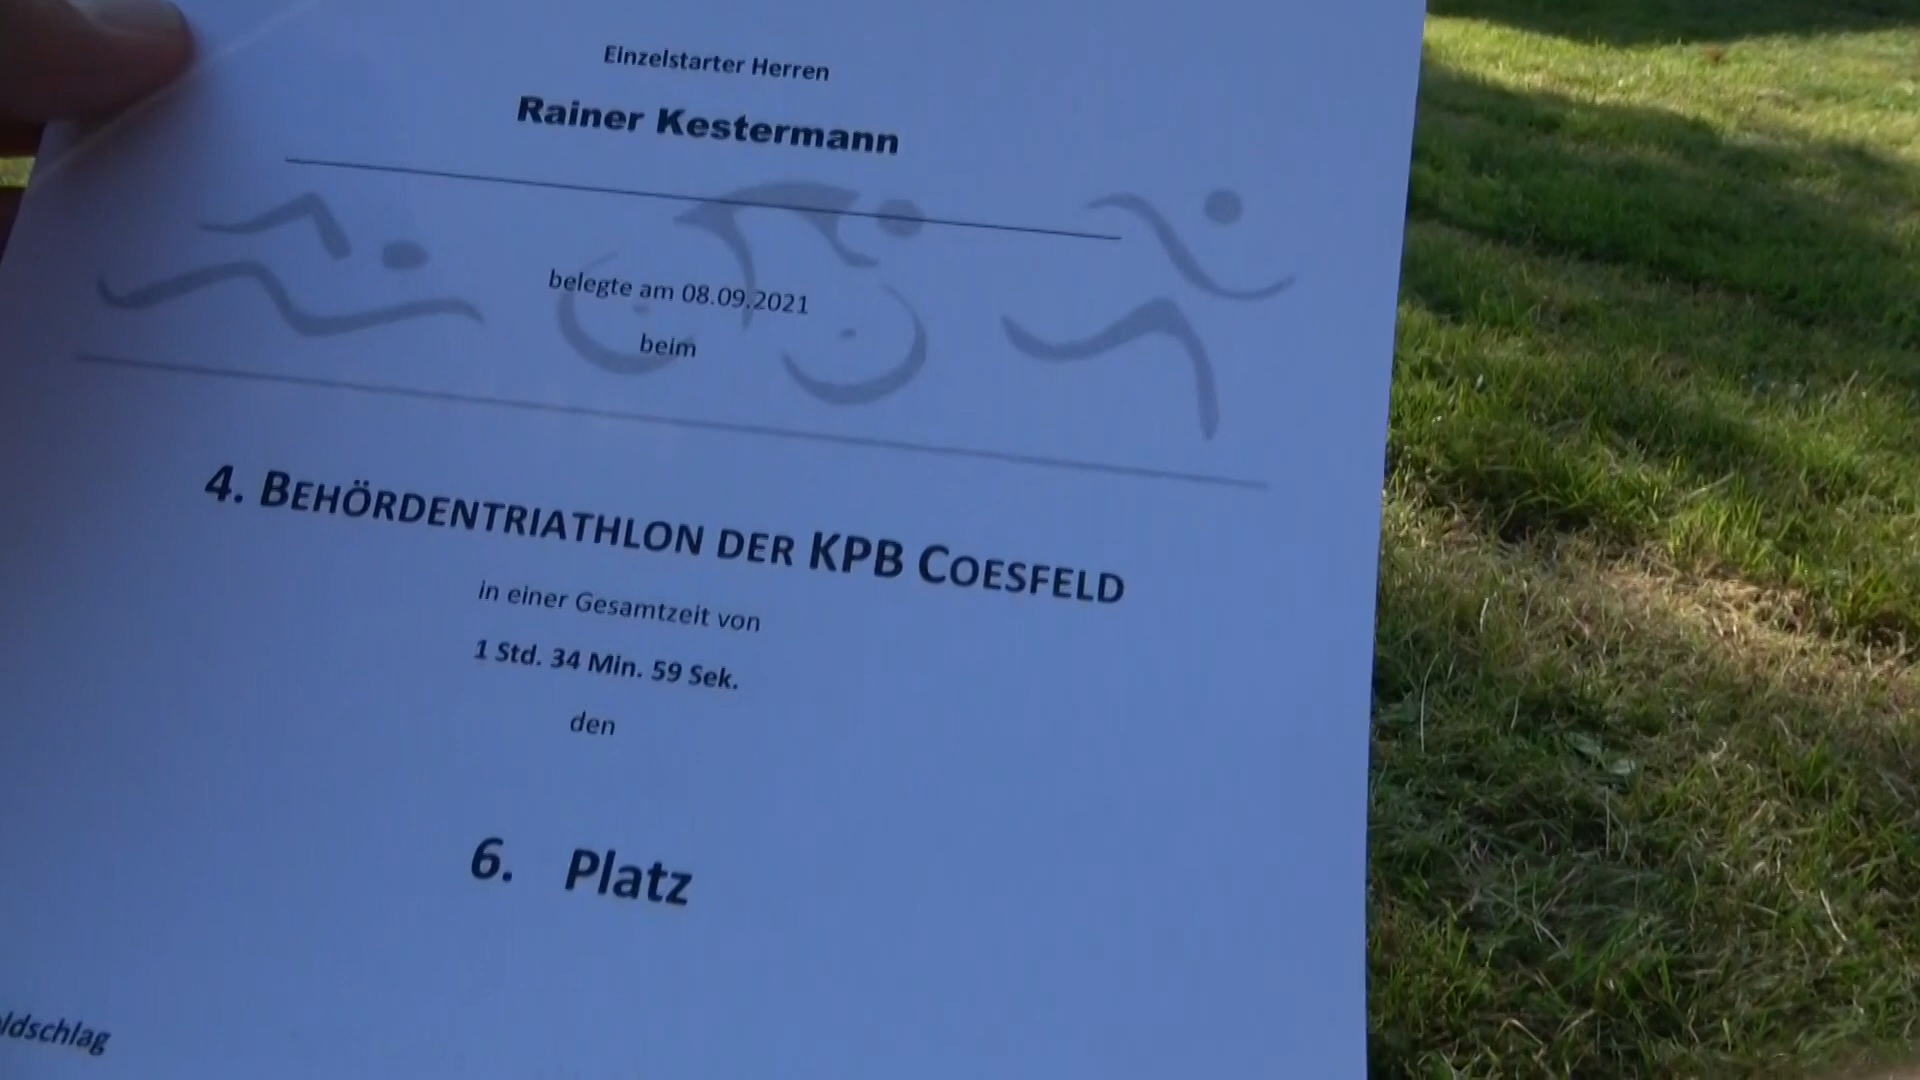 Einzelstarter Herren
Rainer Kestermann
belegte am 08.09.2021
beim
4. BEHÖRDENTRIATHLON DER KPB COESFELD
in einer Gesamtzeit von
1 Std. 34 Min. 59 Sek.
den
6. Platz